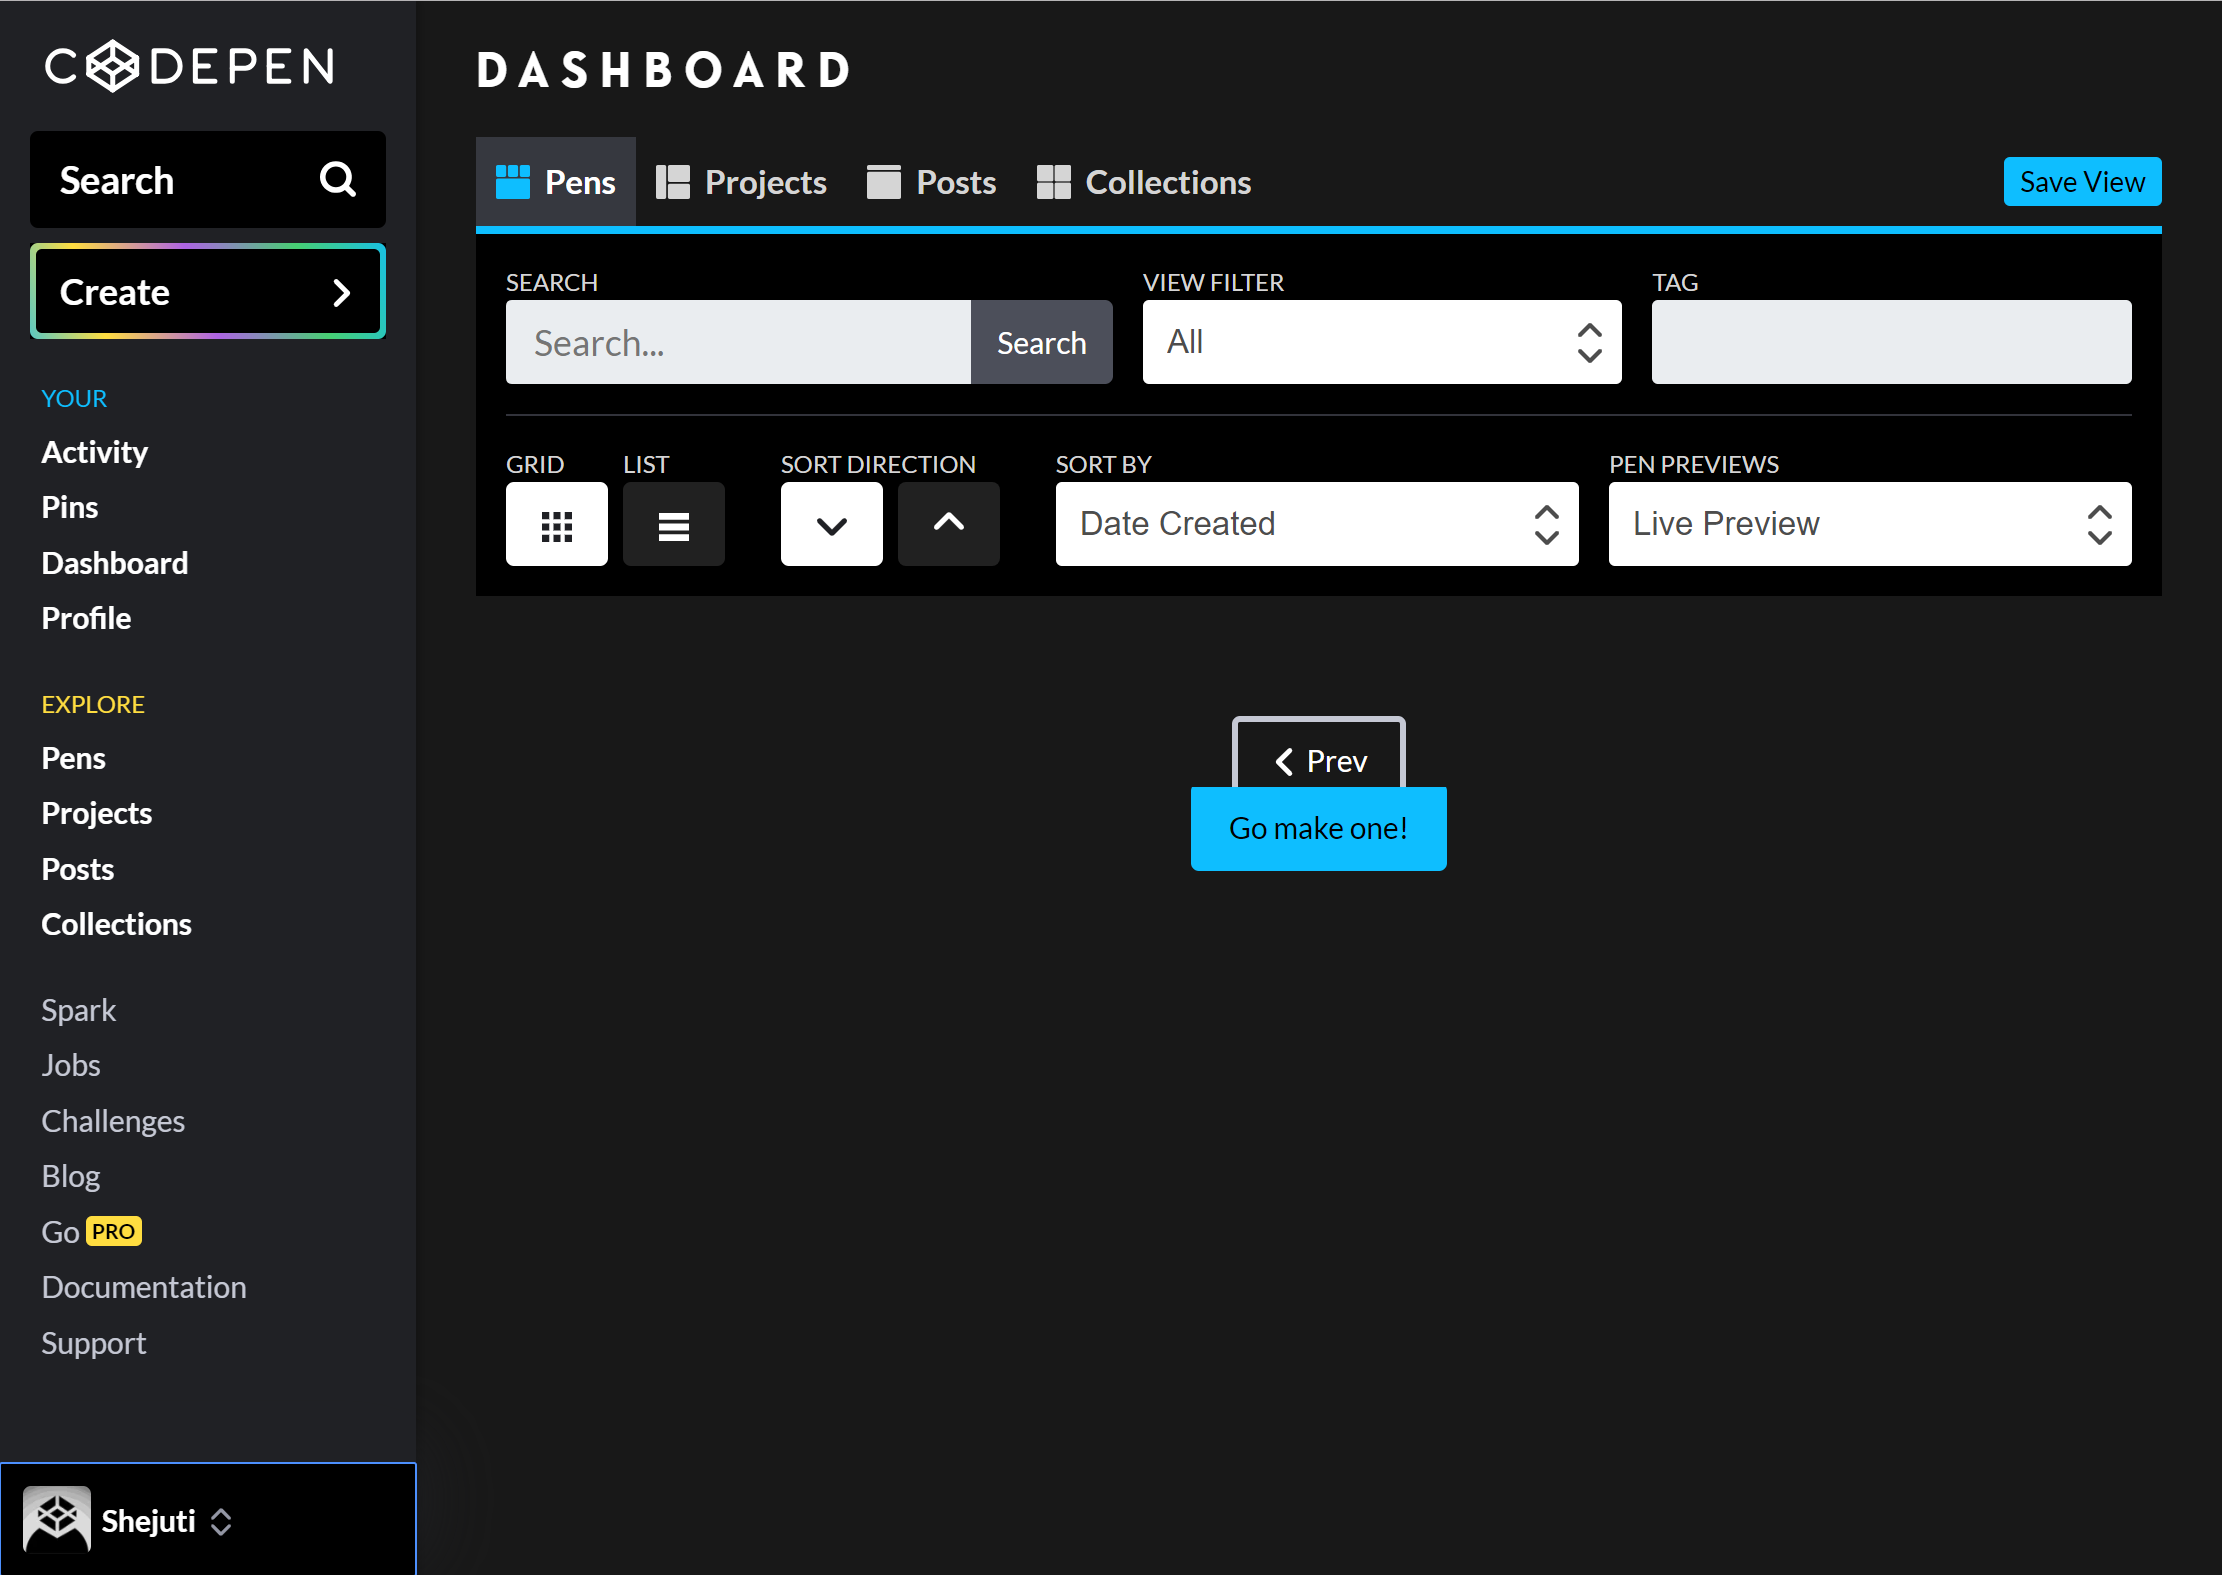 CODEPEN
Search
Create
YOUR
Activity
Pins
Dashboard
Profile
EXPLORE
Pens
Projects
Posts
Collections
Spark
Jobs
Challenges
Blog
Go PRO
Documentation
Support
Shejuti
DASHBOARD
Pens Projects Posts Collections Save View
SEARCH VIEW FILTER TAG
Search... Search All
GRID LIST SORT DIRECTION SORT BY PEN PREVIEWS
Date Created Live Preview
Prev
Go make one!